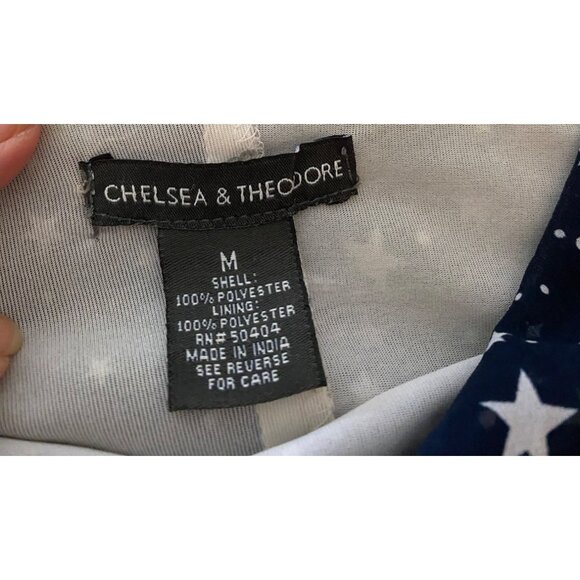 CHELSEA & THEODORE
M
SHELL:
100% POLYESTER
LINING:
100% POLYESTER
RN# 50404
MADE IN INDIA
SEE REVERSE
FOR CARE